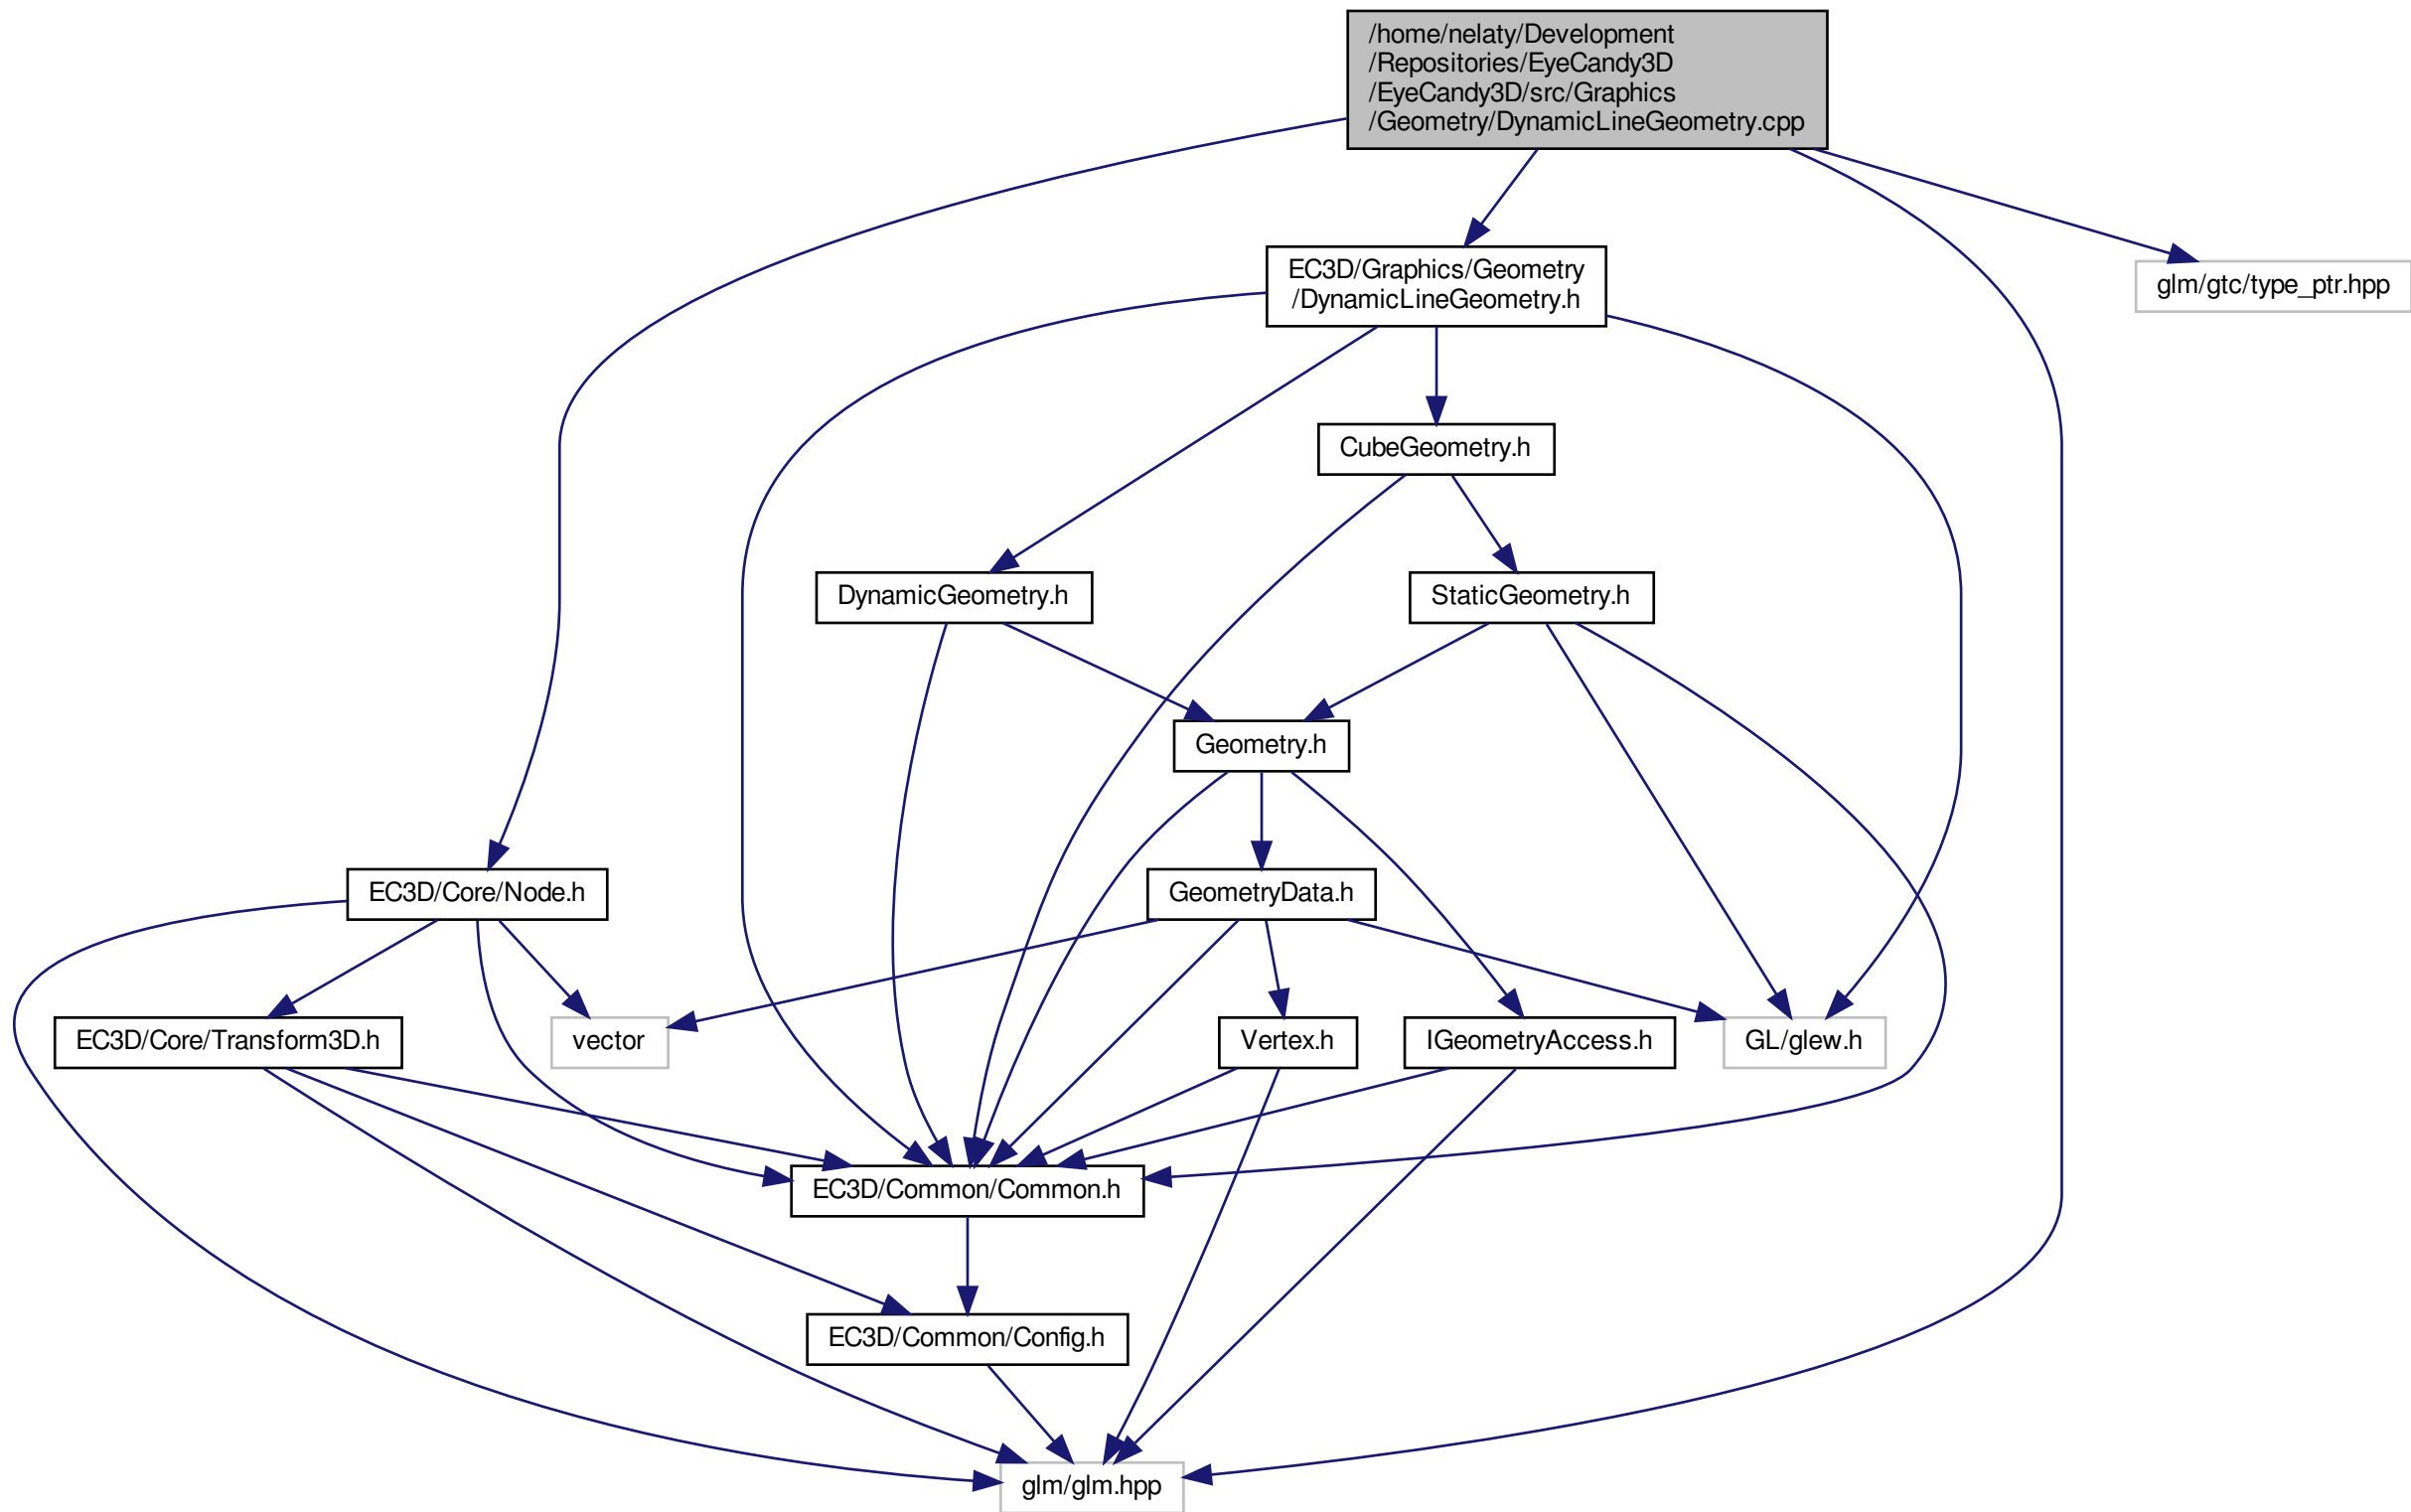 /home/nelaty/Development
/Repositories/EyeCandy3D
/EyeCandy3D/src/Graphics
/Geometry/DynamicLineGeometry.cpp
EC3D/Graphics/Geometry
/DynamicLineGeometry.h
glm/gtc/type_ptr.hpp
CubeGeometry.h
DynamicGeometry.h
StaticGeometry.h
Geometry.h
EC3D/Core/Node.h
GeometryData.h
EC3D/Core/Transform3D.h
vector
Vertex.h
IGeometryAccess.h
GL/glew.h
EC3D/Common/Common.h
EC3D/Common/Config.h
glm/glm.hpp